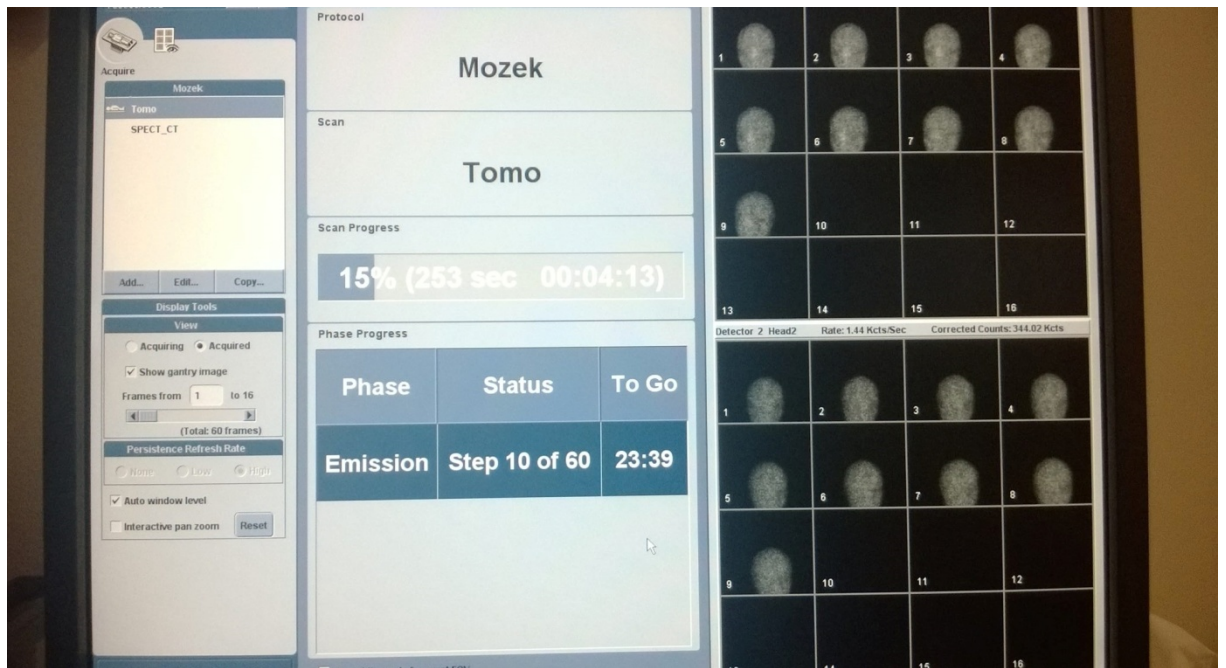 Acquire
Mozek
Tomo
SPECT_CT
Add... Edit... Copy...
Display Tools
View
Acquiring Acquired
Show gantry image
Frames from 1 to 16
(Total: 60 frames)
Persistence Refresh Rate
None Low High
Auto window level
Interactive pan zoom Reset
Protocol
Mozek
Scan
Tomo
Scan Progress
15% (253 sec 00:04:13)
Phase Progress
Phase Status To Go
Emission Step 10 of 60 23:39
1 2 3 4
5 6 7 8
9 10 11 12
13 14 15 16
Detector 2 Head2 Rate: 1.44 Kcts/Sec Corrected Counts: 344.02 Kcts
1 2 3 4
5 6 7 8
9 10 11 12
14 15 16